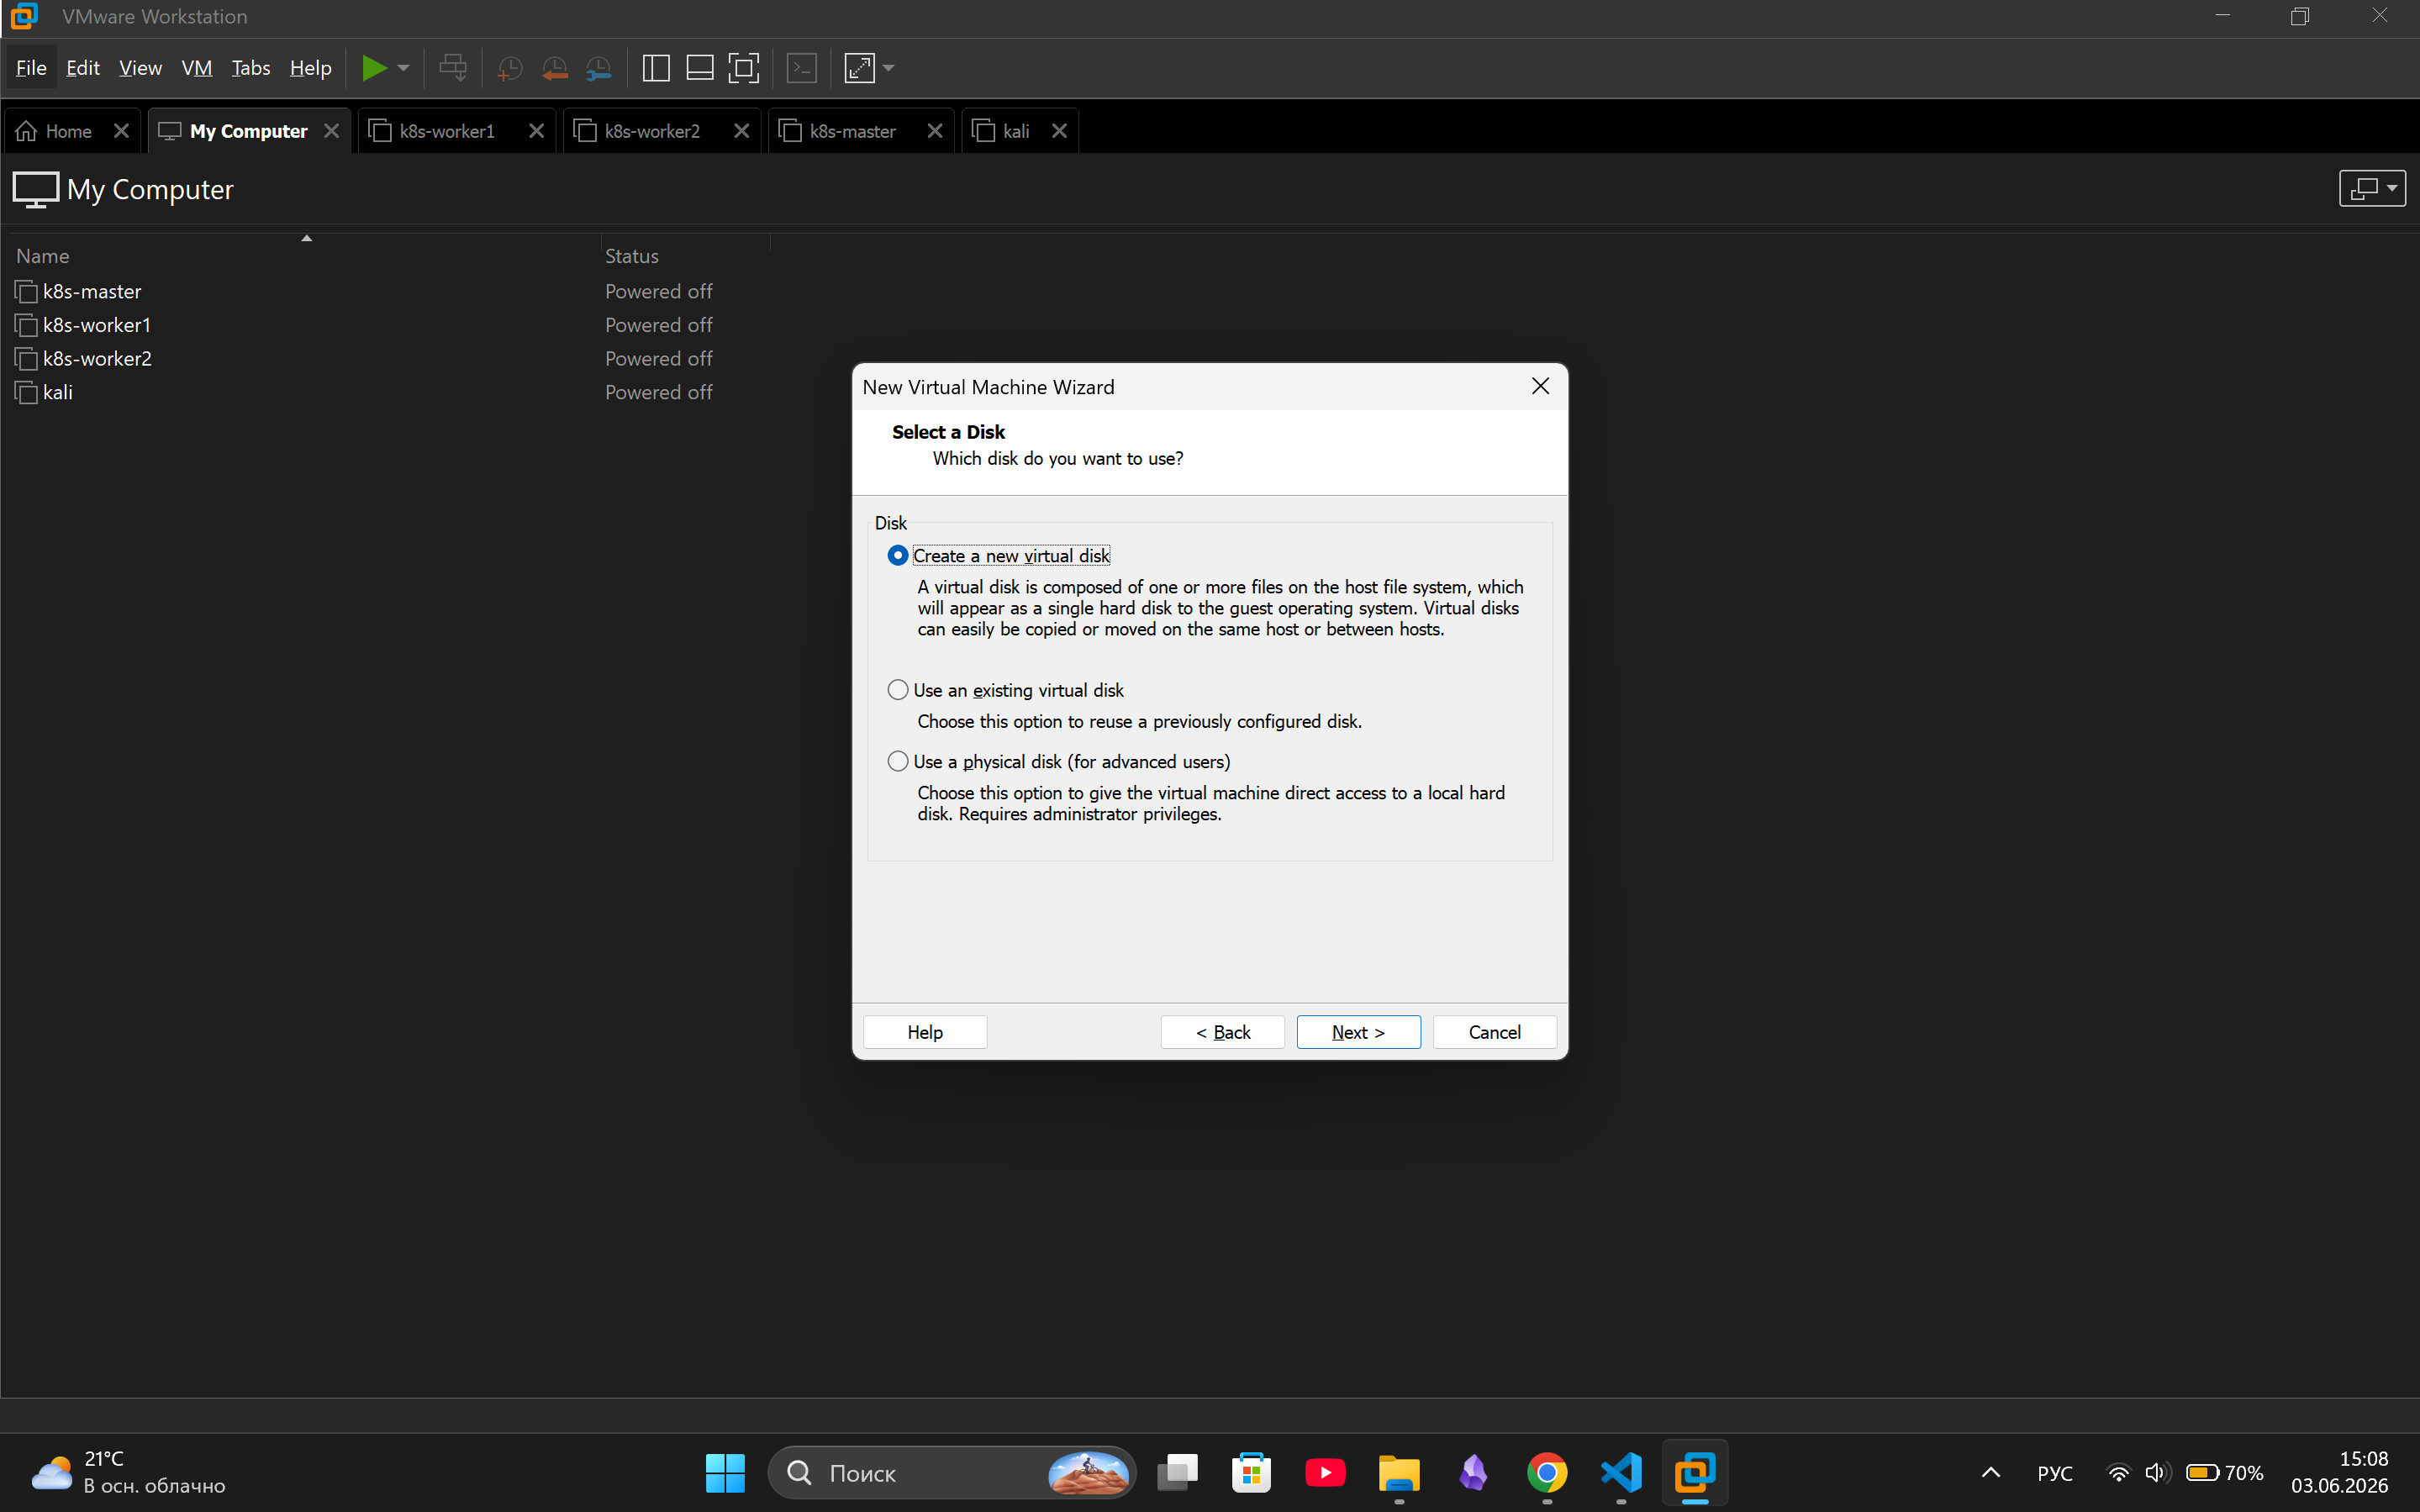 VMware Workstation
File Edit View VM Tabs Help
Home My Computer k8s-worker1 k8s-worker2 k8s-master kali
My Computer
Name Status
k8s-master Powered off
k8s-worker1 Powered off
k8s-worker2 Powered off
kali Powered off
New Virtual Machine Wizard
Select a Disk
Which disk do you want to use?
Disk
Create a new virtual disk
A virtual disk is composed of one or more files on the host file system, which
will appear as a single hard disk to the guest operating system. Virtual disks
can easily be copied or moved on the same host or between hosts.
Use an existing virtual disk
Choose this option to reuse a previously configured disk.
Use a physical disk (for advanced users)
Choose this option to give the virtual machine direct access to a local hard
disk. Requires administrator privileges.
Help < Back Next > Cancel
21°C
В осн. облачно
Поиск
РУС
70%
15:08
03.06.2026